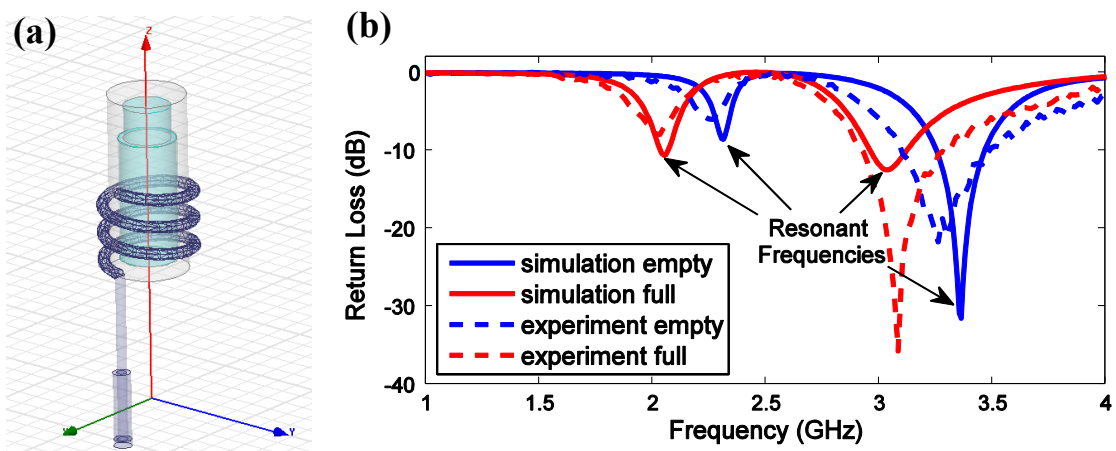 (a)
Z
X
Y
(b)
0
-10
-20
-30
-40
Return Loss (dB)
Resonant
Frequencies
simulation empty
simulation full
experiment empty
experiment full
1
1.5
2
2.5
3
3.5
4
Frequency (GHz)